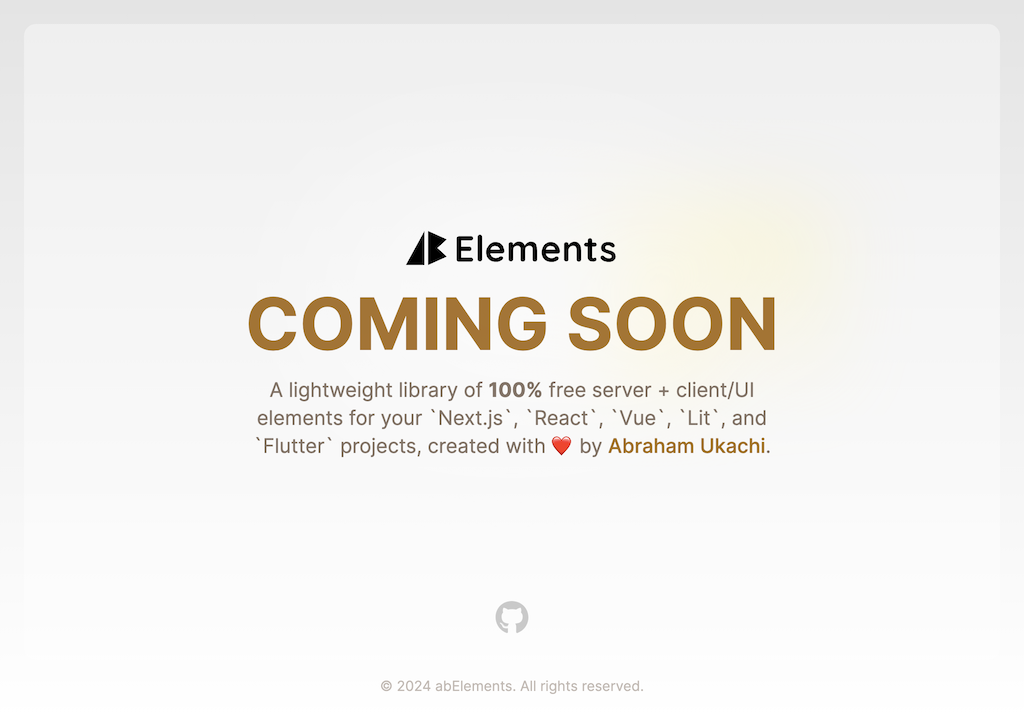 AB Elements
COMING SOON
A lightweight library of 100% free server + client/UI
elements for your `Next.js`, `React`, `Vue`, `Lit`, and
`Flutter` projects, created with ❤️ by Abraham Ukachi.
© 2024 abElements. All rights reserved.